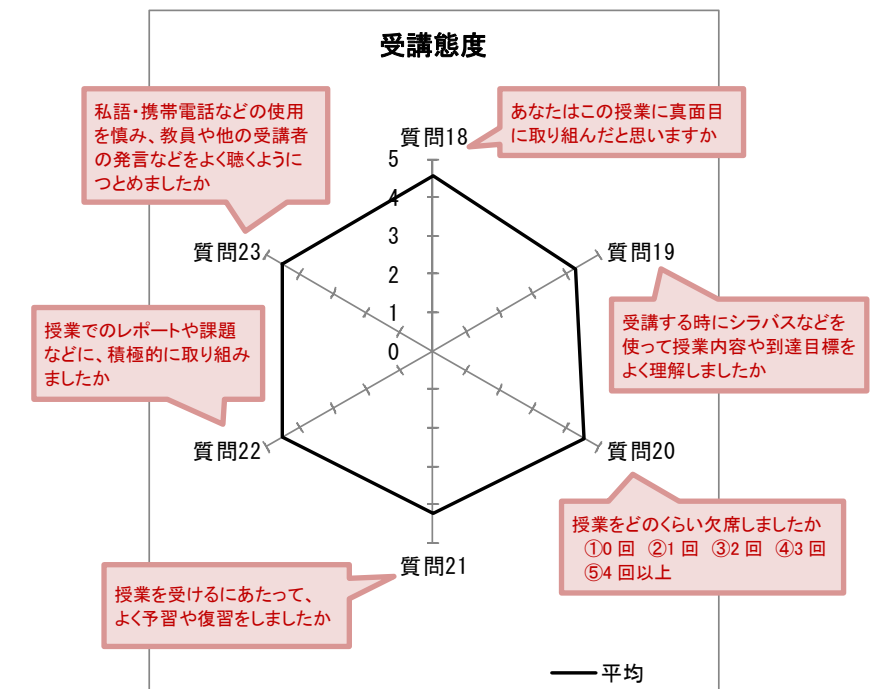 受講態度
私語・携帯電話などの使用
を慎み、教員や他の受講者
の発言などをよく聴くように
つとめましたか
あなたはこの授業に真面目
に取り組んだと思いますか
質問18
5
4
3
2
1
0
質問23
質問19
授業でのレポートや課題
などに、積極的に取り組み
ましたか
受講する時にシラバスなどを
使って授業内容や到達目標を
よく理解しましたか
質問22
質問20
授業をどのくらい欠席しましたか
①0 回 ②1 回 ③2 回 ④3 回
⑤4 回以上
質問21
授業を受けるにあたって、
よく予習や復習をしましたか
平均